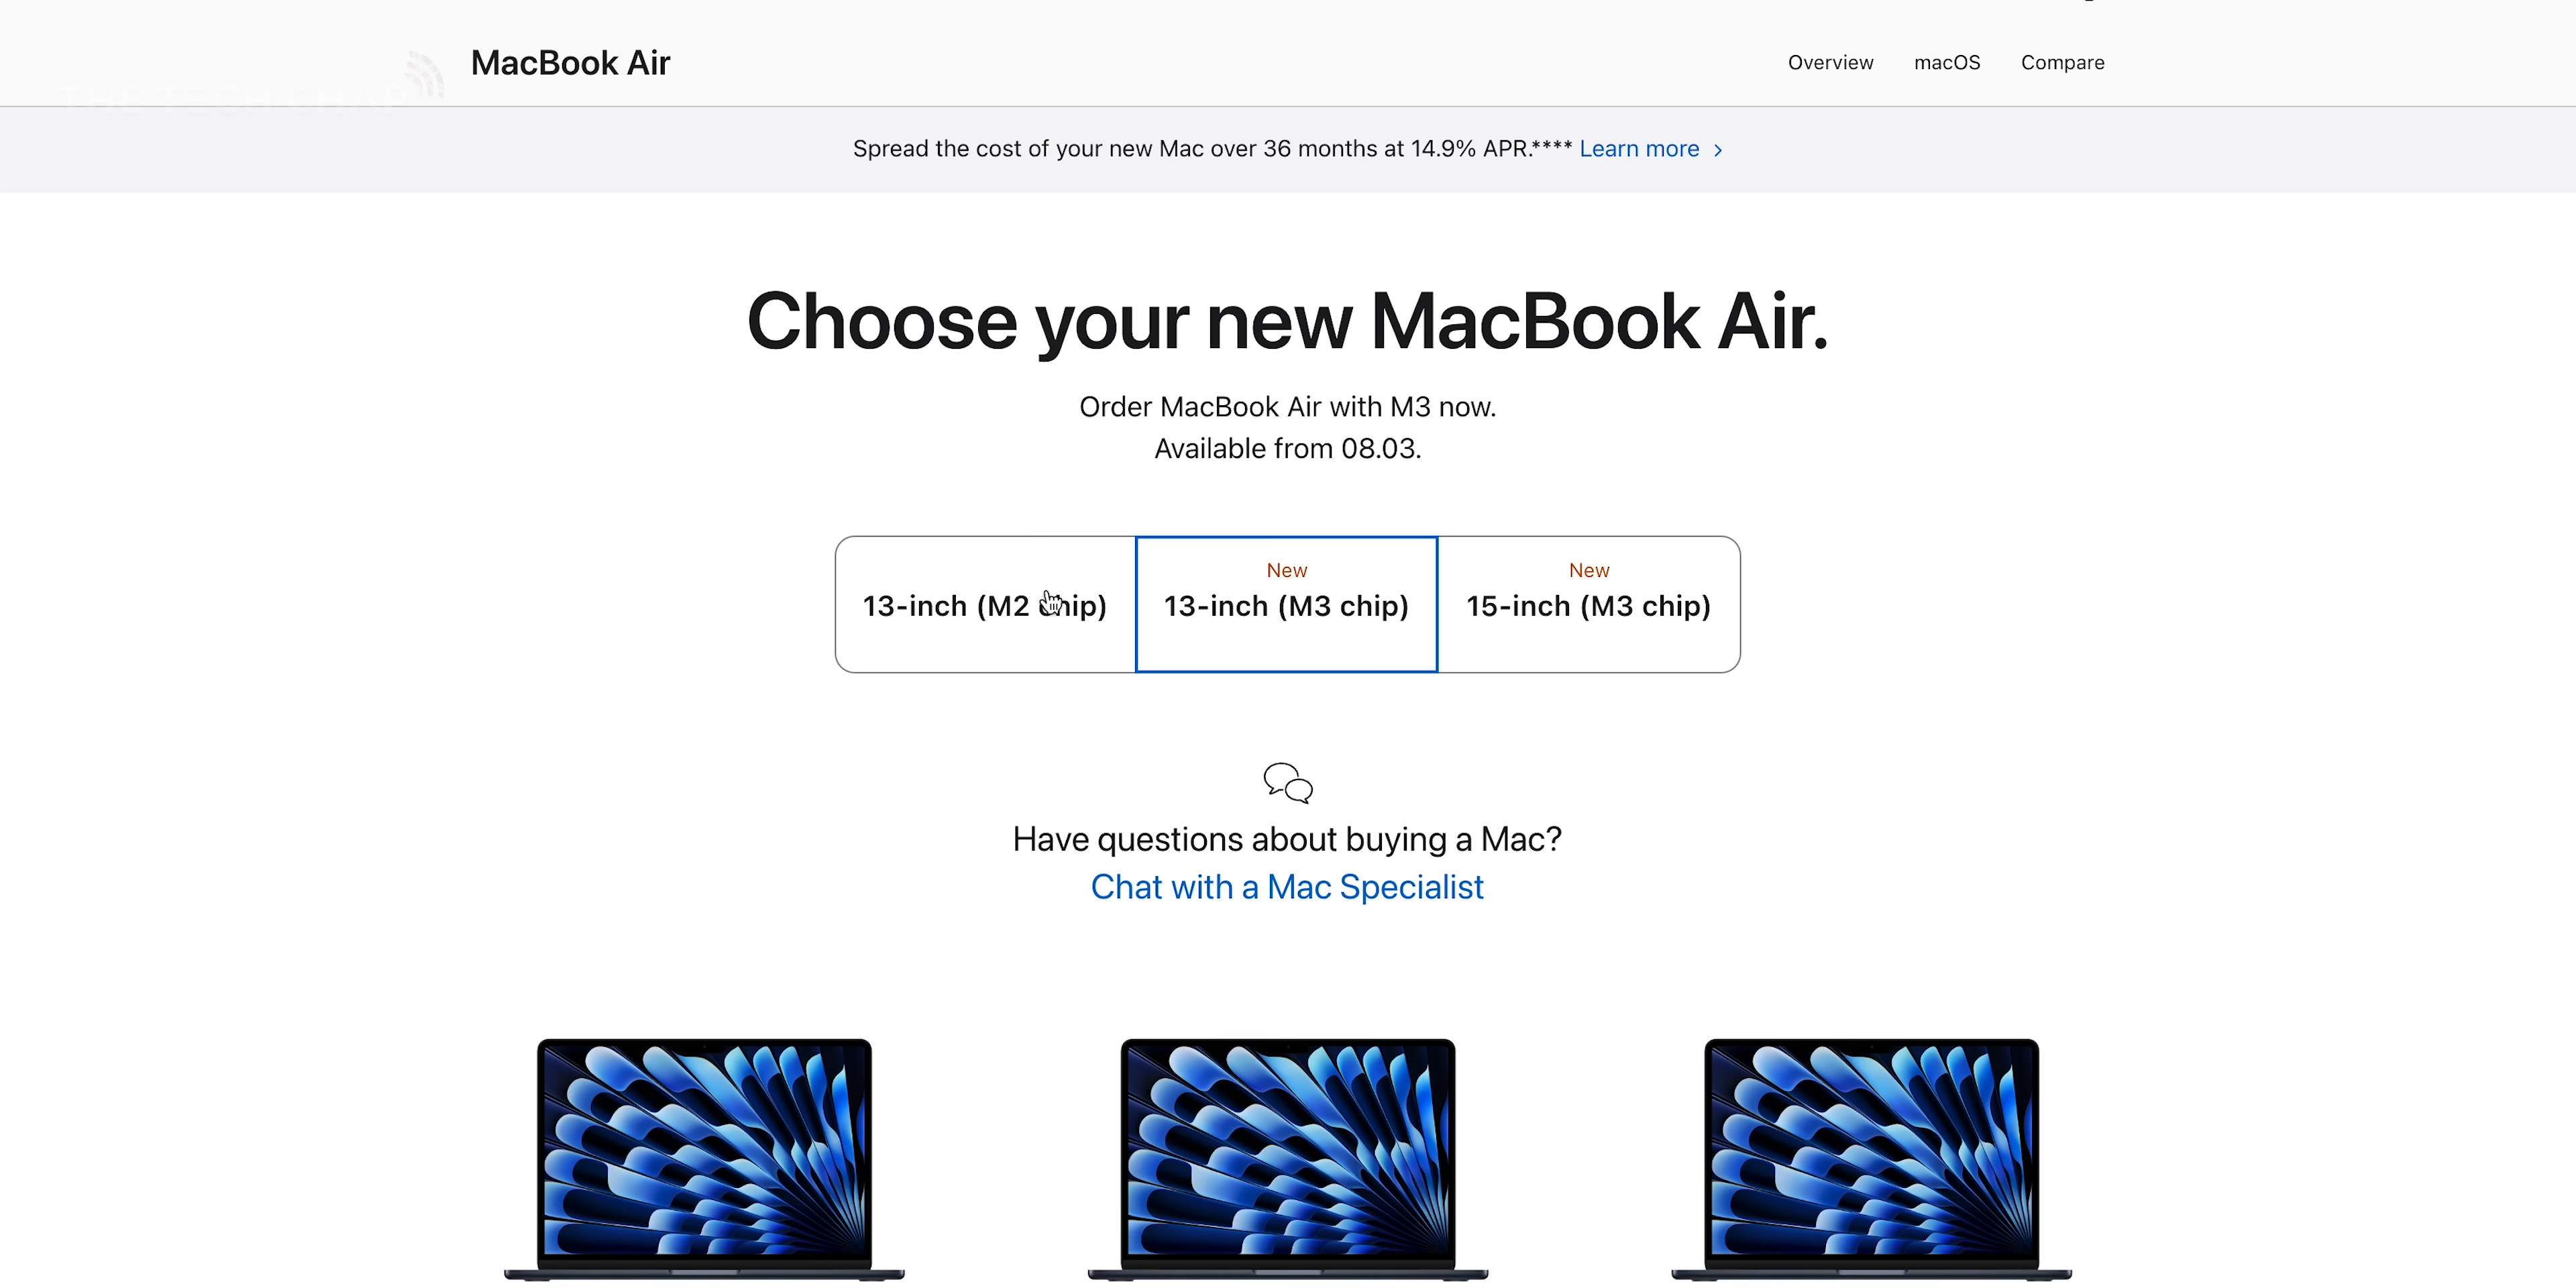 MacBook Air
Overview macOS Compare
THE TECH CHAP
Spread the cost of your new Mac over 36 months at 14.9% APR.**** Learn more >
Choose your new MacBook Air.
Order MacBook Air with M3 now.
Available from 08.03.
13-inch (M2 chip)
New
13-inch (M3 chip)
New
15-inch (M3 chip)
Have questions about buying a Mac?
Chat with a Mac Specialist